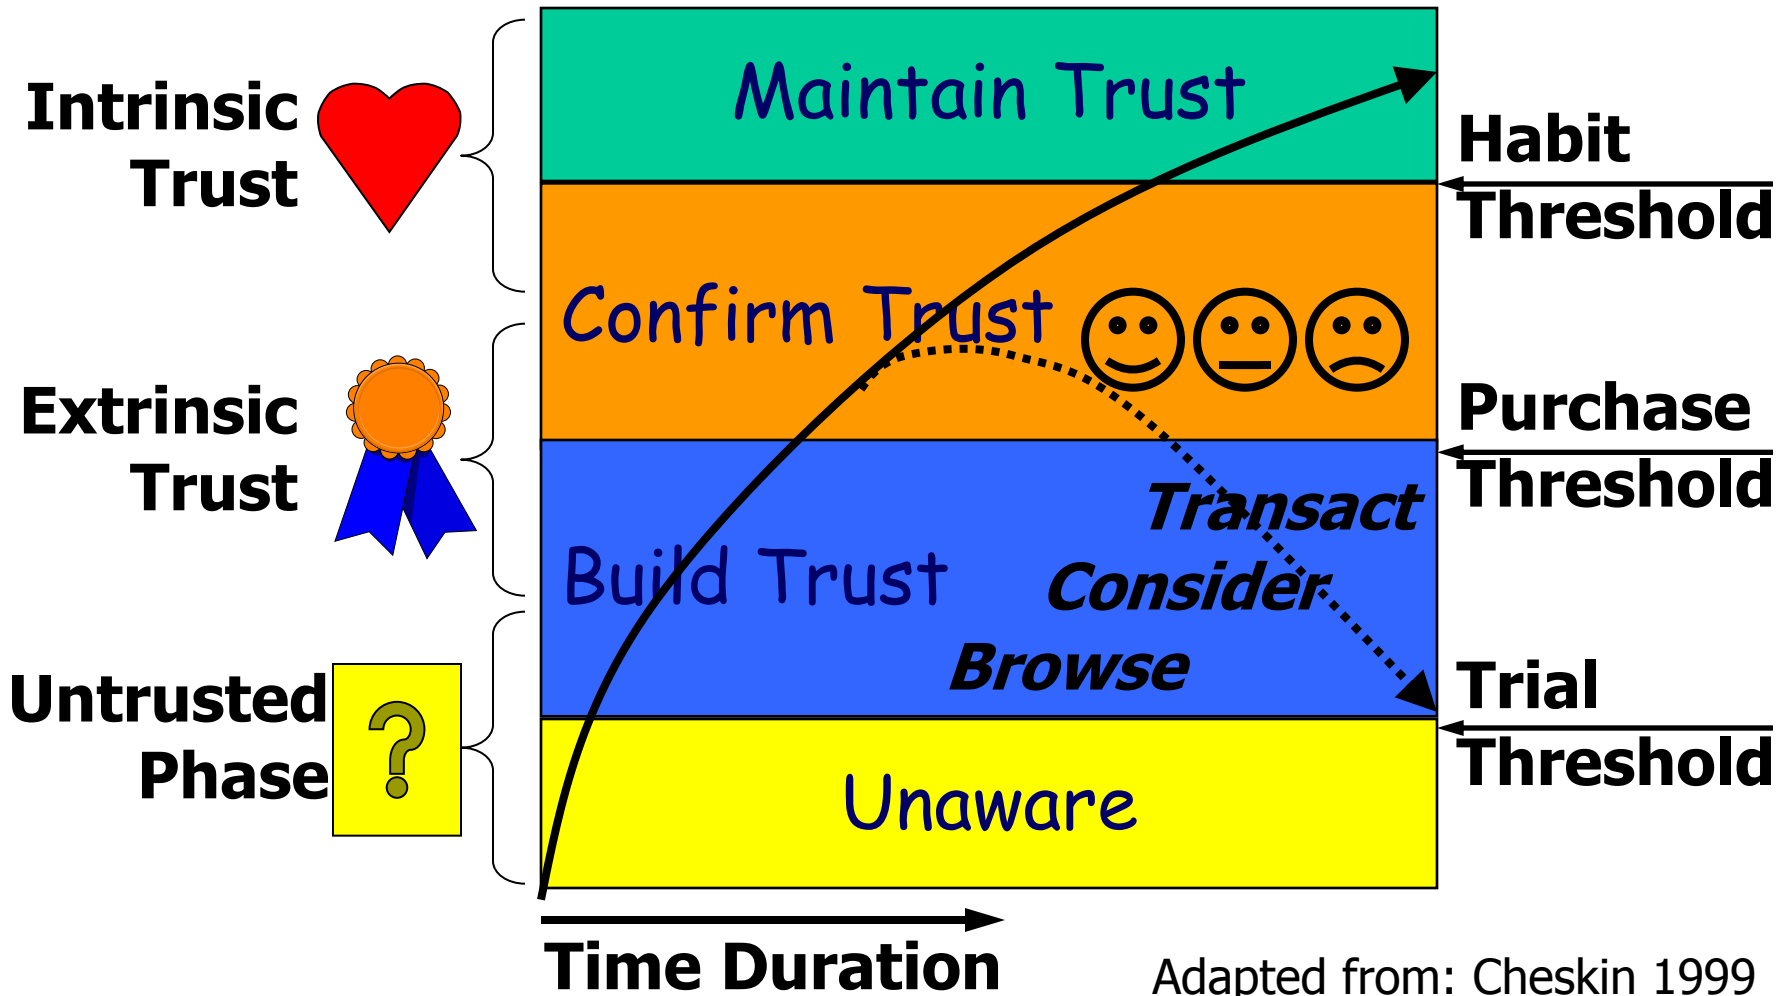 Maintain Trust
Intrinsic
Trust
Habit
Threshold
Confirm Trust
Extrinsic
Trust
Purchase
Threshold
Transact
Build Trust
Consider
Browse
Untrusted
Phase
?
Trial
Threshold
Unaware
Time Duration
Adapted from: Cheskin 1999